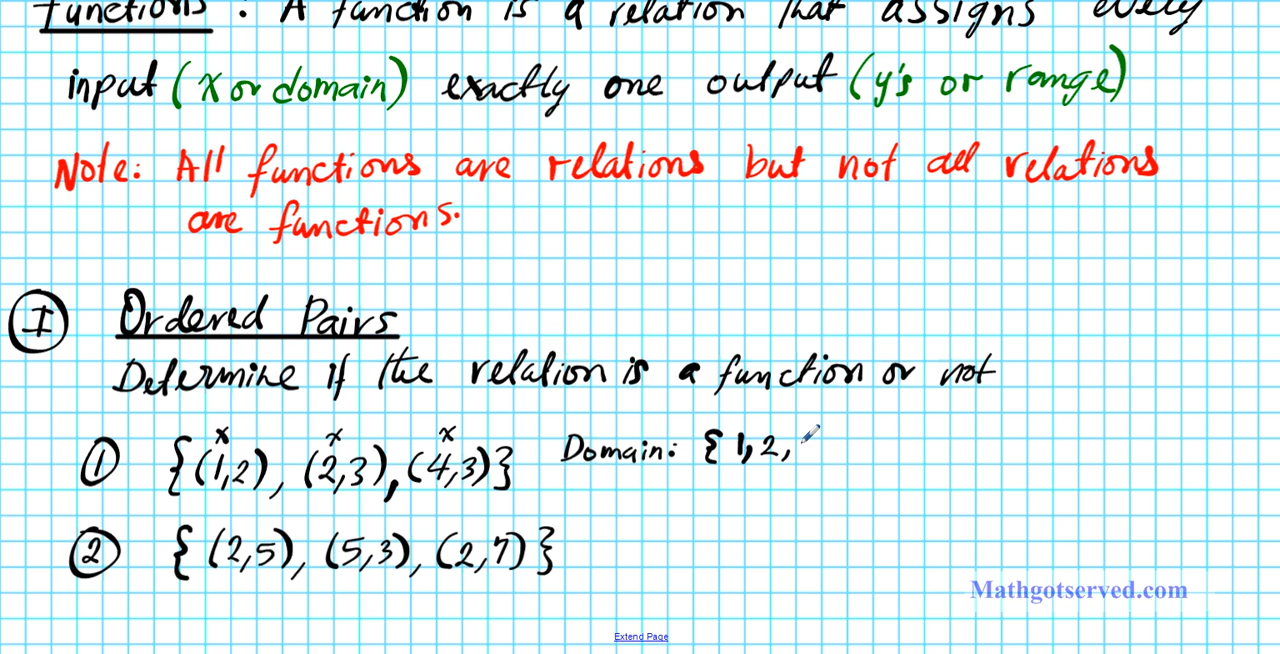 functions : A function is a relation that assigns every
input (x or domain) exactly one output (y's or range)
Note: All functions are relations but not all relations
are functions.
I Ordered Pairs
Determine if the relation is a function or not
x x x
1 {(1,2), (2,3), (4,3)} Domain: {1,2,
2 {(2,5), (5,3), (2,7)}
Mathgotserved.com
Extend Page